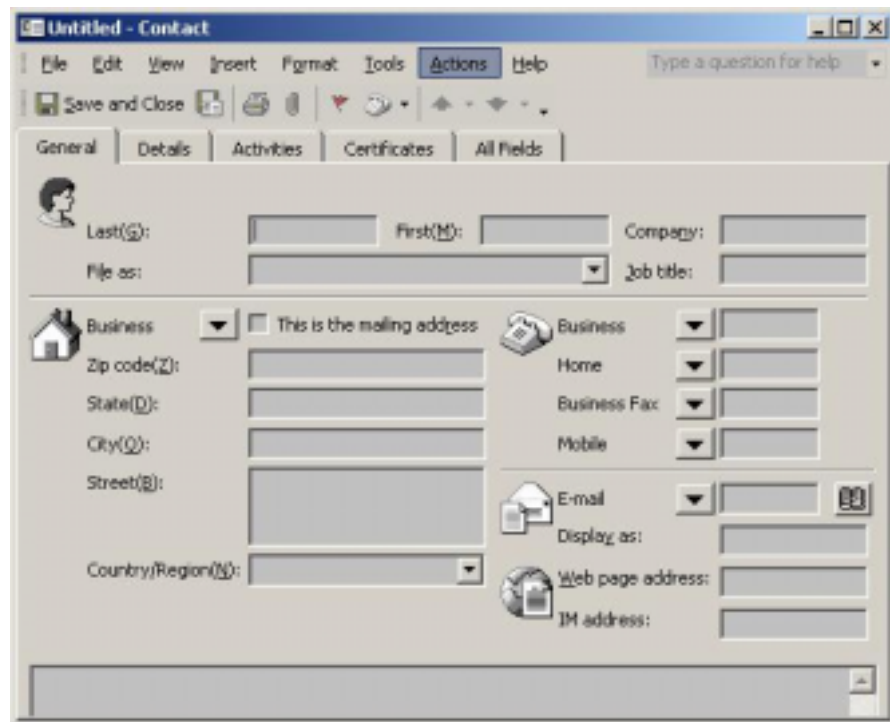 Untitled - Contact
File Edit View Insert Format Tools Actions Help Type a question for help
Save and Close
General Details Activities Certificates All Fields
Last(G): First(M): Company:
File as: Job title:
Business This is the mailing address Business
Zip code(Z): Home
State(D): Business Fax
City(O): Mobile
Street(B): E-mail
Display as:
Country/Region(N): Web page address:
IM address: